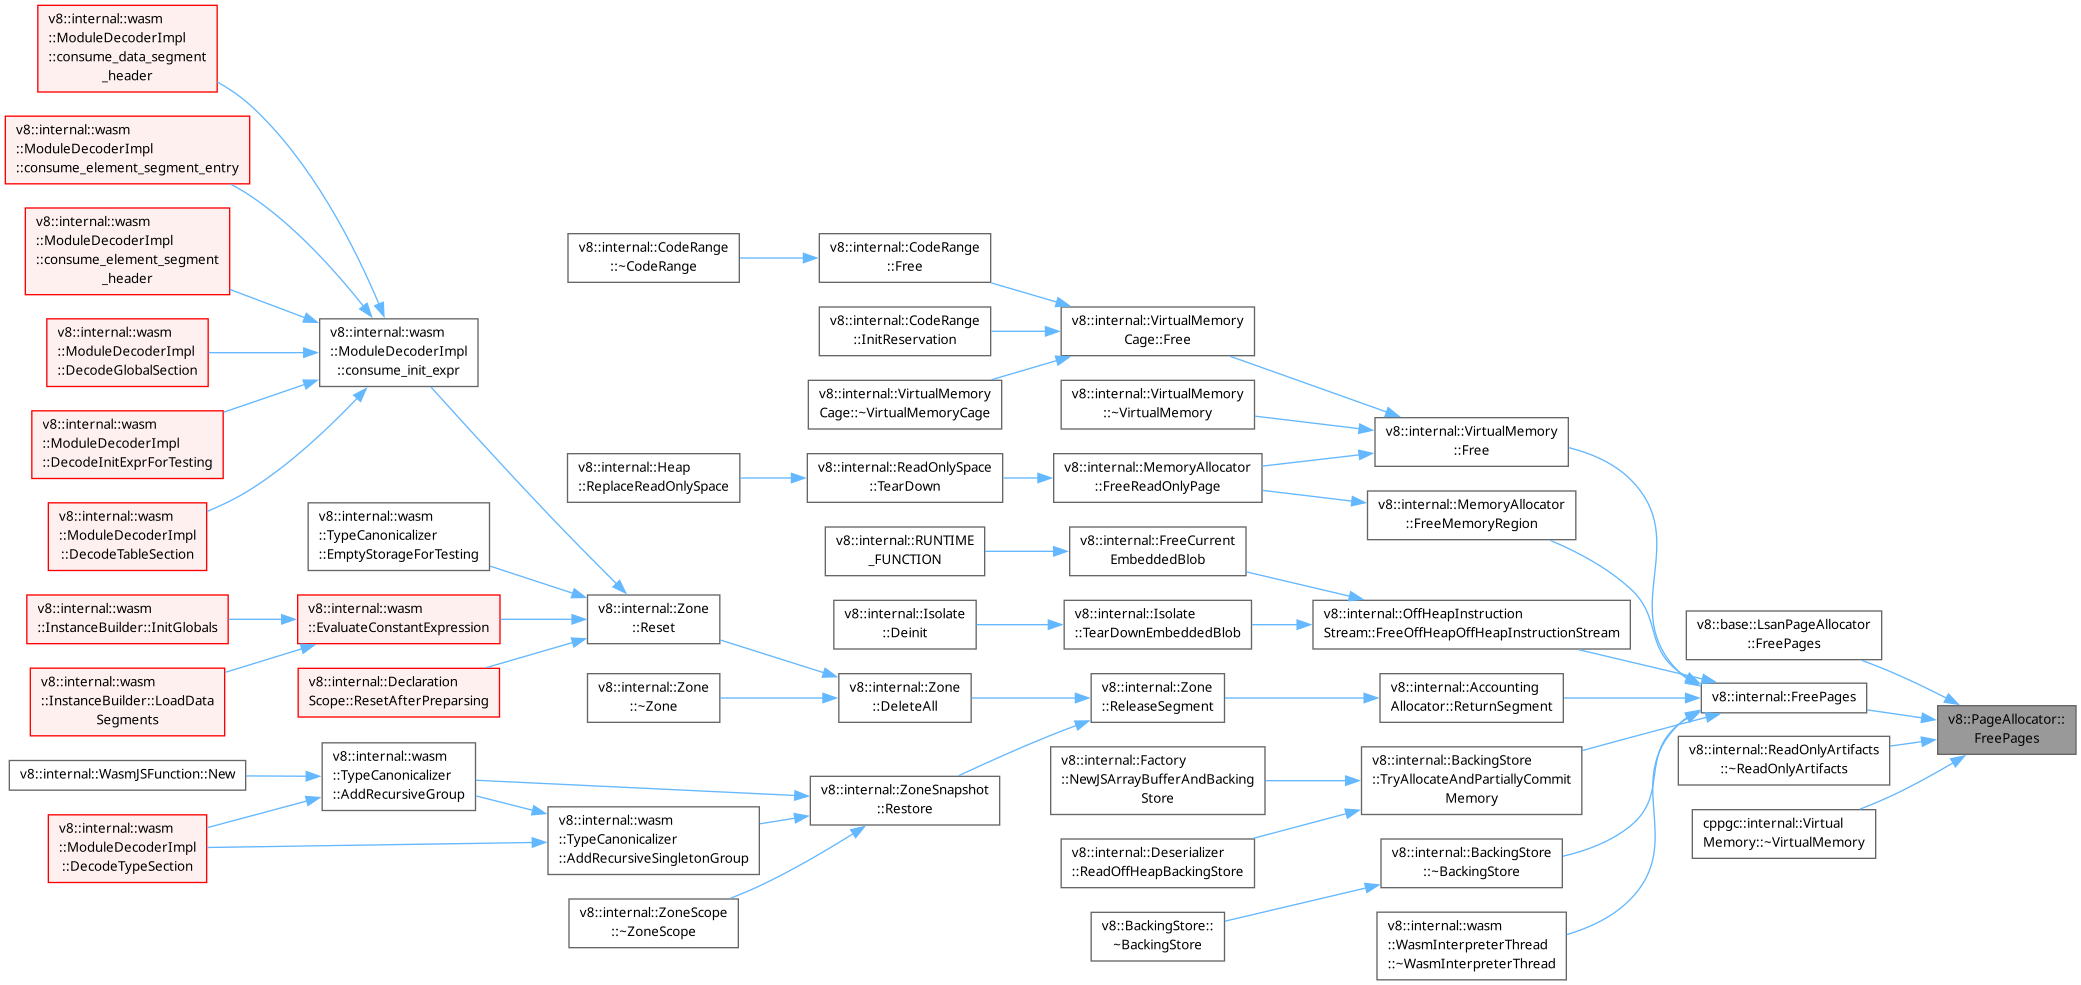 v8::internal::wasm
::ModuleDecoderImpl
::consume_data_segment
_header
v8::internal::wasm
::ModuleDecoderImpl
::consume_element_segment_entry
v8::internal::wasm
::ModuleDecoderImpl
::consume_element_segment
_header
v8::internal::wasm
::ModuleDecoderImpl
::DecodeGlobalSection
v8::internal::wasm
::ModuleDecoderImpl
::DecodeInitExprForTesting
v8::internal::wasm
::ModuleDecoderImpl
::DecodeTableSection
v8::internal::wasm
::InstanceBuilder::InitGlobals
v8::internal::wasm
::InstanceBuilder::LoadData
Segments
v8::internal::WasmJSFunction::New
v8::internal::wasm
::ModuleDecoderImpl
::DecodeTypeSection
v8::internal::wasm
::ModuleDecoderImpl
::consume_init_expr
v8::internal::wasm
::TypeCanonicalizer
::EmptyStorageForTesting
v8::internal::wasm
::EvaluateConstantExpression
v8::internal::Declaration
Scope::ResetAfterPreparsing
v8::internal::wasm
::TypeCanonicalizer
::AddRecursiveGroup
v8::internal::CodeRange
::~CodeRange
v8::internal::Heap
::ReplaceReadOnlySpace
v8::internal::Zone
::Reset
v8::internal::Zone
::~Zone
v8::internal::wasm
::TypeCanonicalizer
::AddRecursiveSingletonGroup
v8::internal::ZoneScope
::~ZoneScope
v8::internal::CodeRange
::Free
v8::internal::CodeRange
::InitReservation
v8::internal::VirtualMemory
Cage::~VirtualMemoryCage
v8::internal::ReadOnlySpace
::TearDown
v8::internal::RUNTIME
_FUNCTION
v8::internal::Isolate
::Deinit
v8::internal::Zone
::DeleteAll
v8::internal::ZoneSnapshot
::Restore
v8::internal::VirtualMemory
Cage::Free
v8::internal::VirtualMemory
::~VirtualMemory
v8::internal::MemoryAllocator
::FreeReadOnlyPage
v8::internal::FreeCurrent
EmbeddedBlob
v8::internal::Isolate
::TearDownEmbeddedBlob
v8::internal::Zone
::ReleaseSegment
v8::internal::Factory
::NewJSArrayBufferAndBacking
Store
v8::internal::Deserializer
::ReadOffHeapBackingStore
v8::BackingStore::
~BackingStore
v8::internal::VirtualMemory
::Free
v8::internal::MemoryAllocator
::FreeMemoryRegion
v8::internal::OffHeapInstruction
Stream::FreeOffHeapOffHeapInstructionStream
v8::internal::Accounting
Allocator::ReturnSegment
v8::internal::BackingStore
::TryAllocateAndPartiallyCommit
Memory
v8::internal::BackingStore
::~BackingStore
v8::internal::wasm
::WasmInterpreterThread
::~WasmInterpreterThread
v8::base::LsanPageAllocator
::FreePages
v8::internal::FreePages
v8::internal::ReadOnlyArtifacts
::~ReadOnlyArtifacts
cppgc::internal::Virtual
Memory::~VirtualMemory
v8::PageAllocator::
FreePages